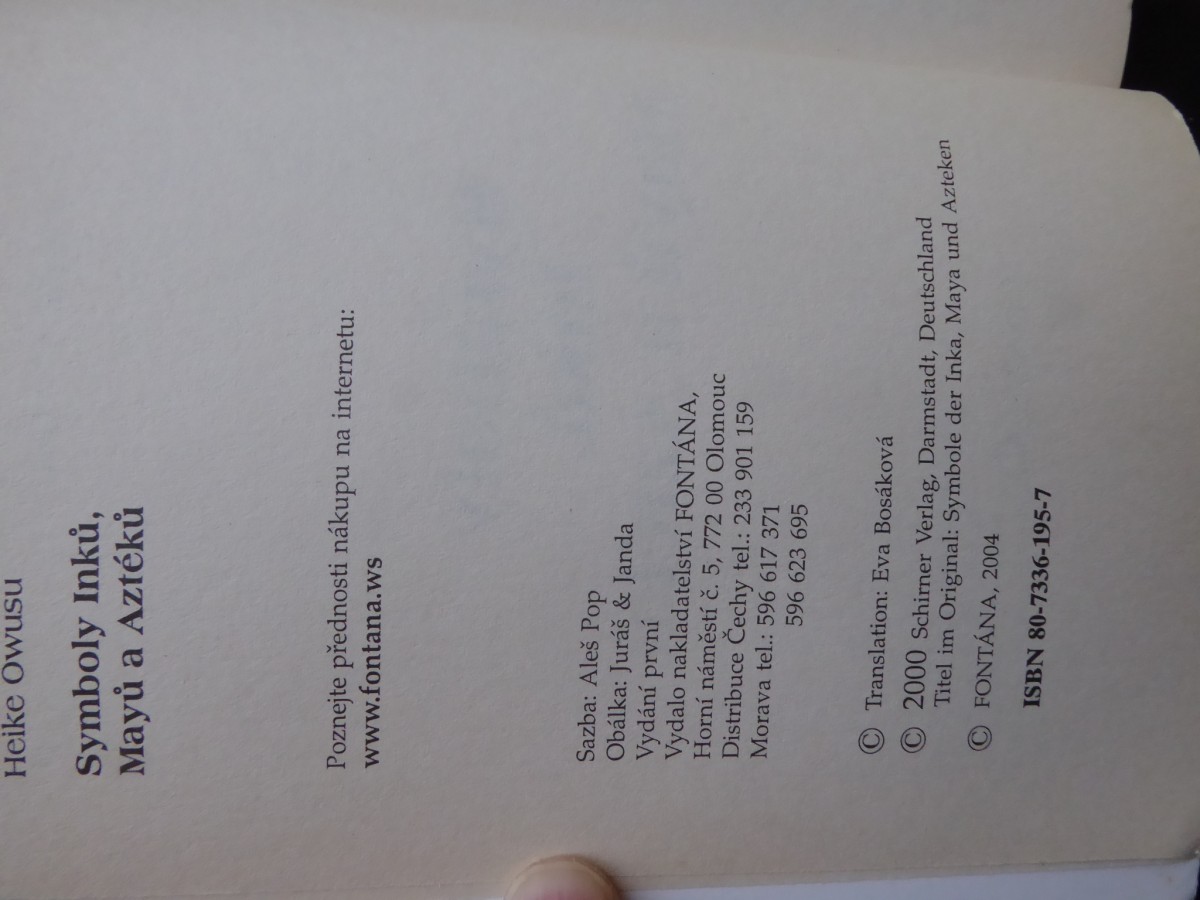 Heike Owusu
Symboly Inků,
Mayů a Aztéků
Poznejte přednosti nákupu na internetu:
www.fontana.ws
Sazba: Aleš Pop
Obálka: Juráš & Janda
Vydání první
Vydalo nakladatelství FONTÁNA,
Horní náměstí č. 5, 772 00 Olomouc
Distribuce Čechy tel.: 233 901 159
Morava tel.: 596 617 371
596 623 695
© Translation: Eva Bosáková
© 2000 Schirner Verlag, Darmstadt, Deutschland
Titel im Original: Symbole der Inka, Maya und Azteken
© FONTÁNA, 2004
ISBN 80-7336-195-7